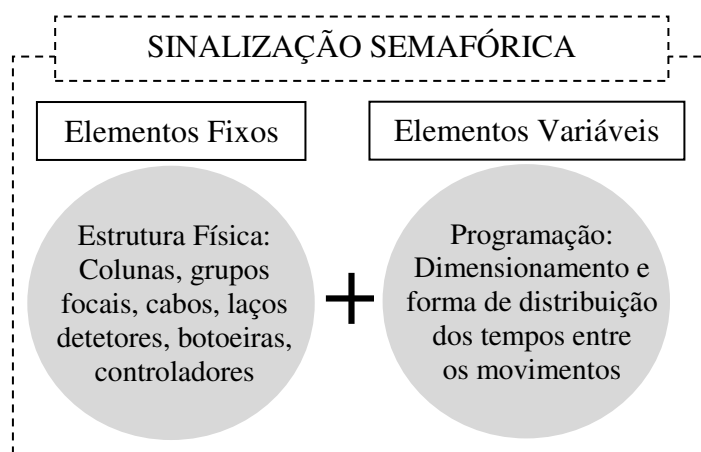 SINALIZAÇÃO SEMAFÓRICA
Elementos Fixos
Estrutura Física:
Colunas, grupos
focais, cabos, laços
detetores, botoeiras,
controladores
+
Elementos Variáveis
Programação:
Dimensionamento e
forma de distribuição
dos tempos entre
os movimentos